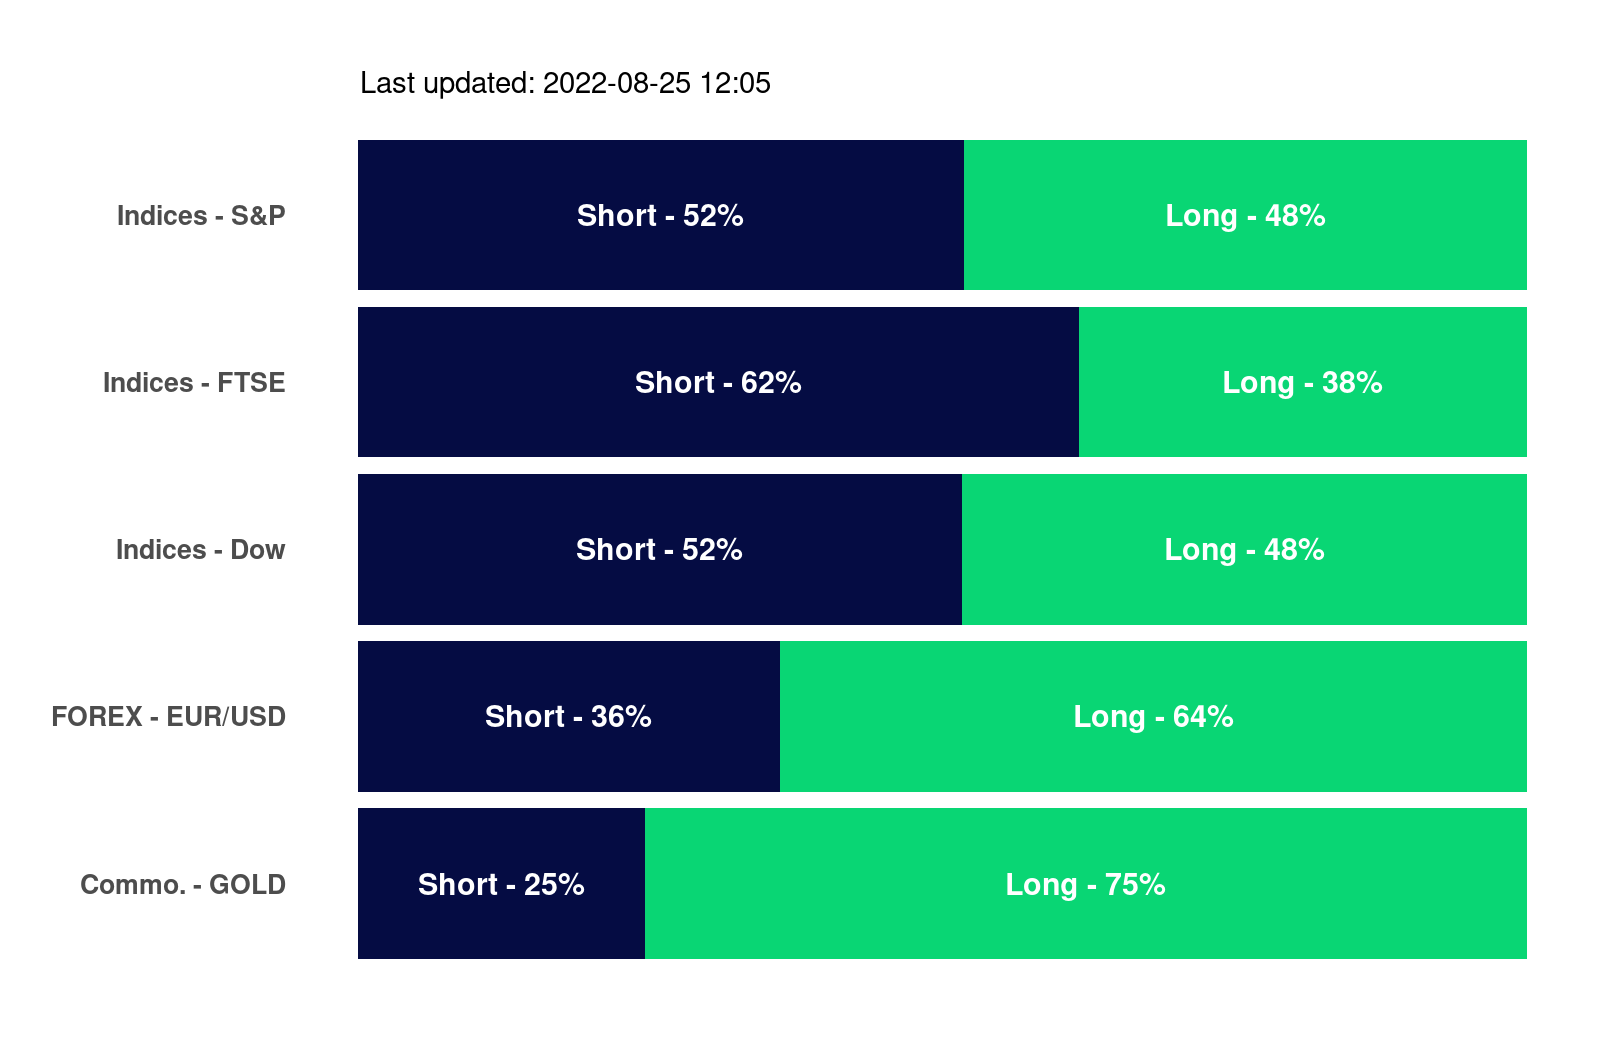 Last updated: 2022-08-25 12:05
Indices - S&P Short - 52% Long - 48%
Indices - FTSE Short - 62% Long - 38%
Indices - Dow Short - 52% Long - 48%
FOREX - EUR/USD Short - 36% Long - 64%
Commo. - GOLD Short - 25% Long - 75%